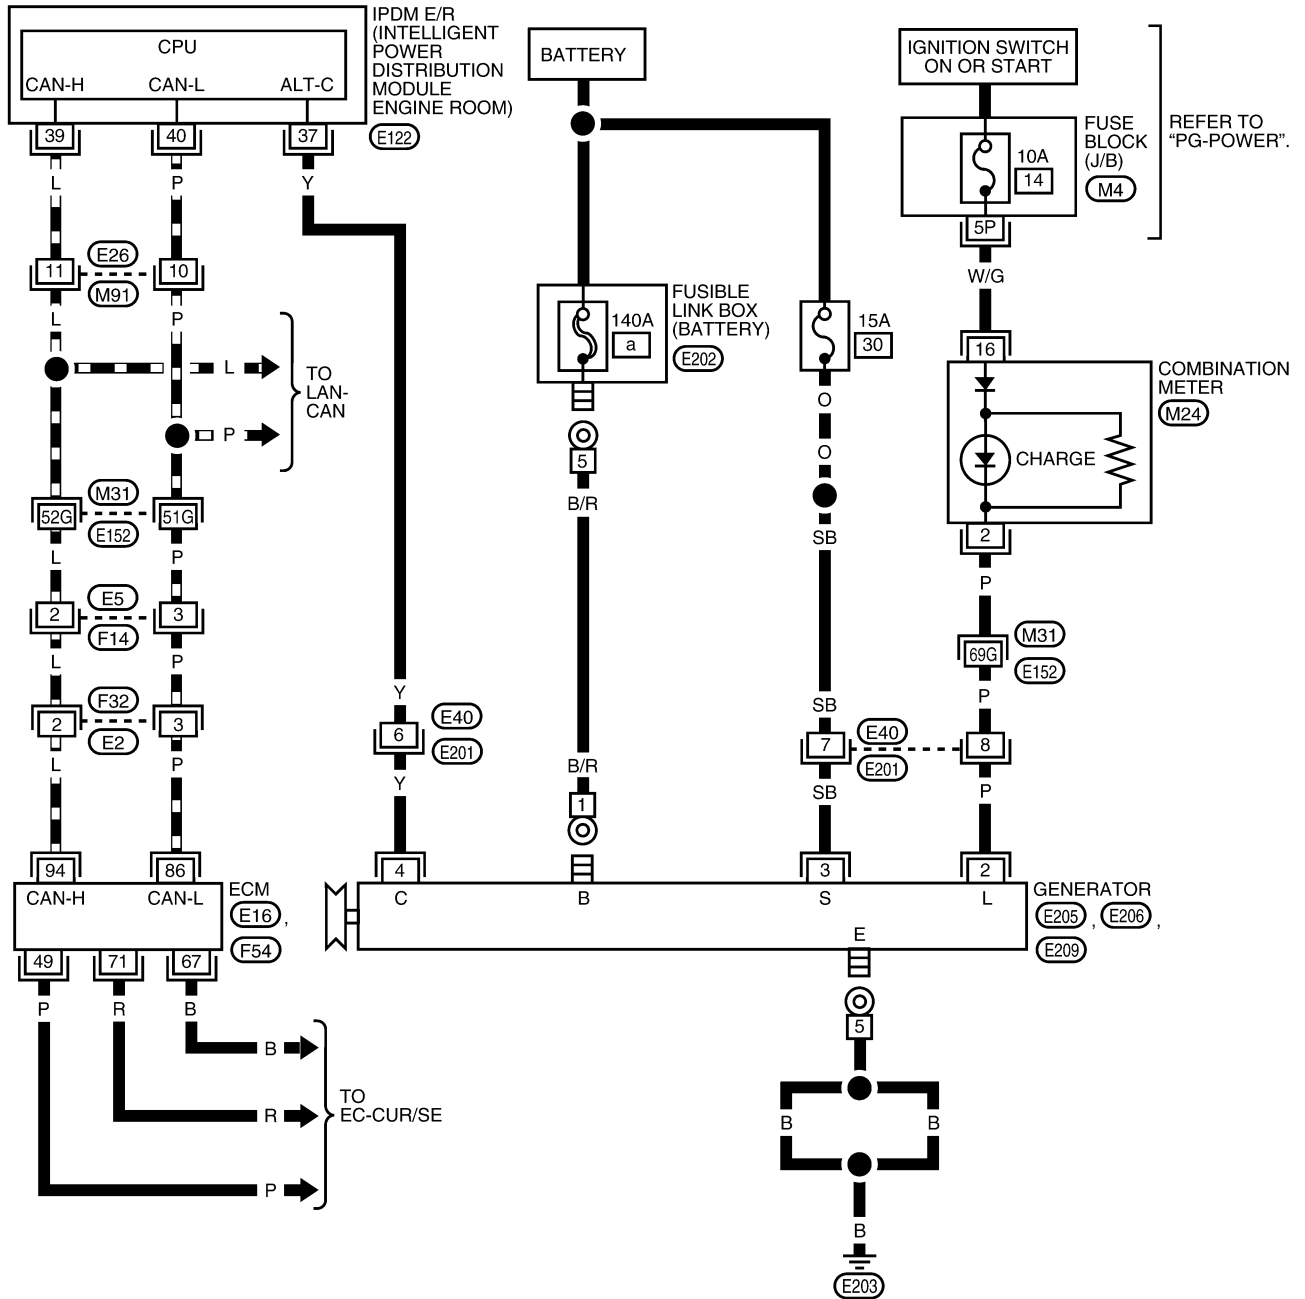 IPDM E/R
(INTELLIGENT
POWER
DISTRIBUTION
MODULE
ENGINE ROOM)
E122
CPU
CAN-H
CAN-L
ALT-C
39
40
37
L
P
Y
11
E26
M91
10
L
P
L
P
TO
LAN-
CAN
52G
M31
E152
51G
L
P
2
E5
F14
3
L
P
2
F32
E2
3
L
P
94
86
CAN-H
CAN-L
ECM
E16 ,
F54
49
71
67
P
R
B
B
R
P
TO
EC-CUR/SE
Y
6
E40
E201
Y
4
C
BATTERY
140A
a
FUSIBLE
LINK BOX
(BATTERY)
E202
5
B/R
B/R
1
B
15A
30
O
O
SB
SB
7
E40
E201
SB
3
S
IGNITION SWITCH
ON OR START
10A
14
FUSE
BLOCK
(J/B)
M4
REFER TO
“PG-POWER”.
5P
W/G
16
COMBINATION
METER
M24
CHARGE
2
P
69G
M31
E152
P
8
P
2
L
GENERATOR
E205 , E206 ,
E209
E
5
B
B
B
E203